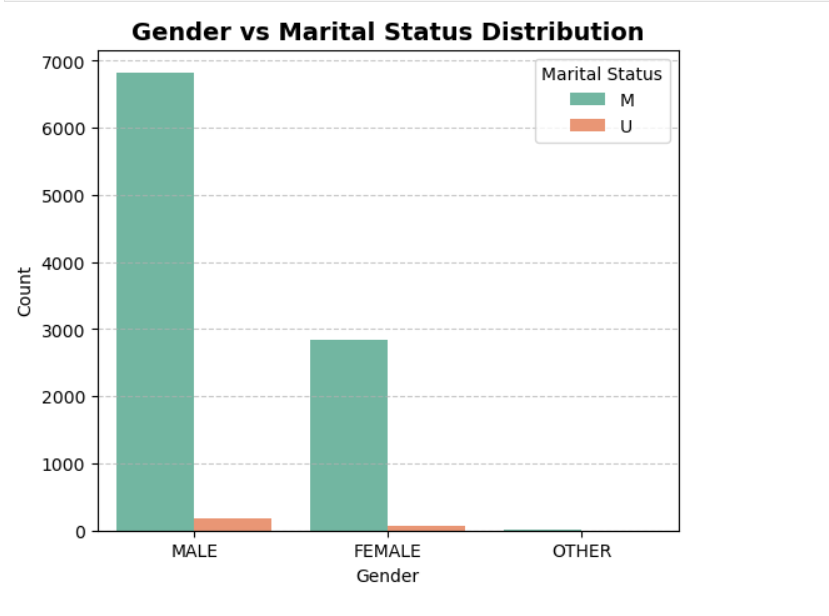 Gender vs Marital Status Distribution
Marital Status
M
U
7000
6000
5000
4000
3000
2000
1000
0
Count
MALE
FEMALE
OTHER
Gender